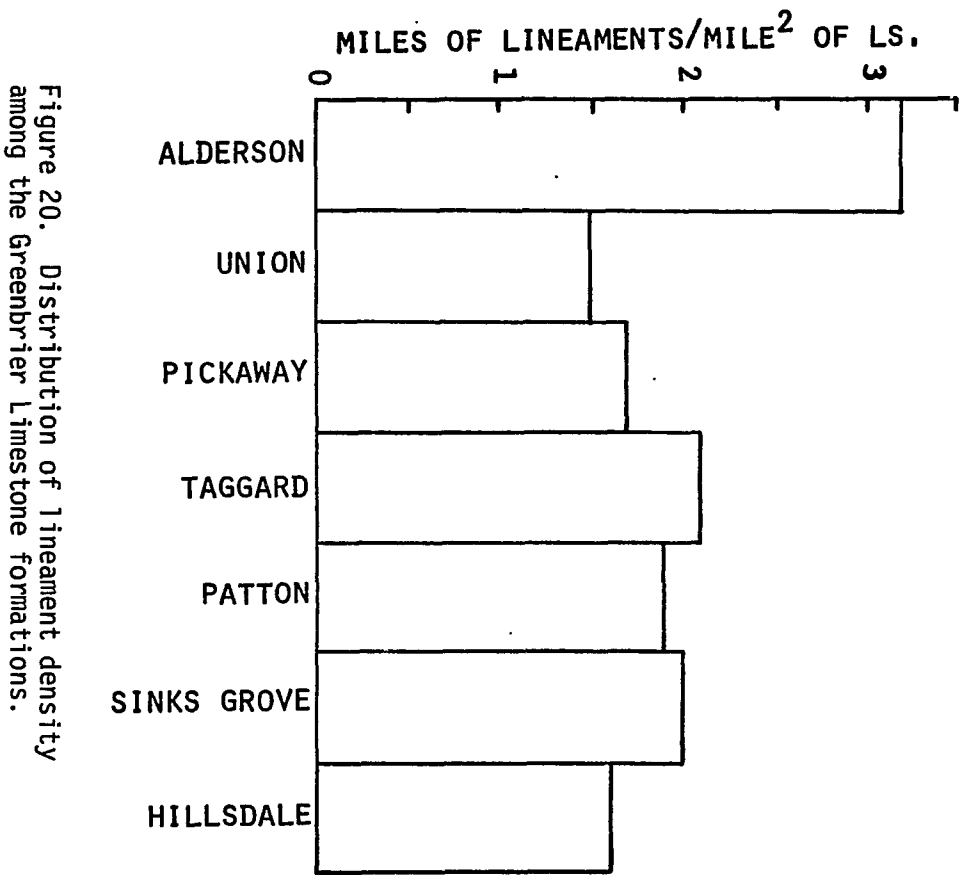 MILES OF LINEAMENTS/MILE² OF LS.
0 1 2 3
ALDERSON
UNION
PICKAWAY
TAGGARD
PATTON
SINKS GROVE
HILLSDALE
Figure 20. Distribution of lineament density
among the Greenbrier Limestone formations.